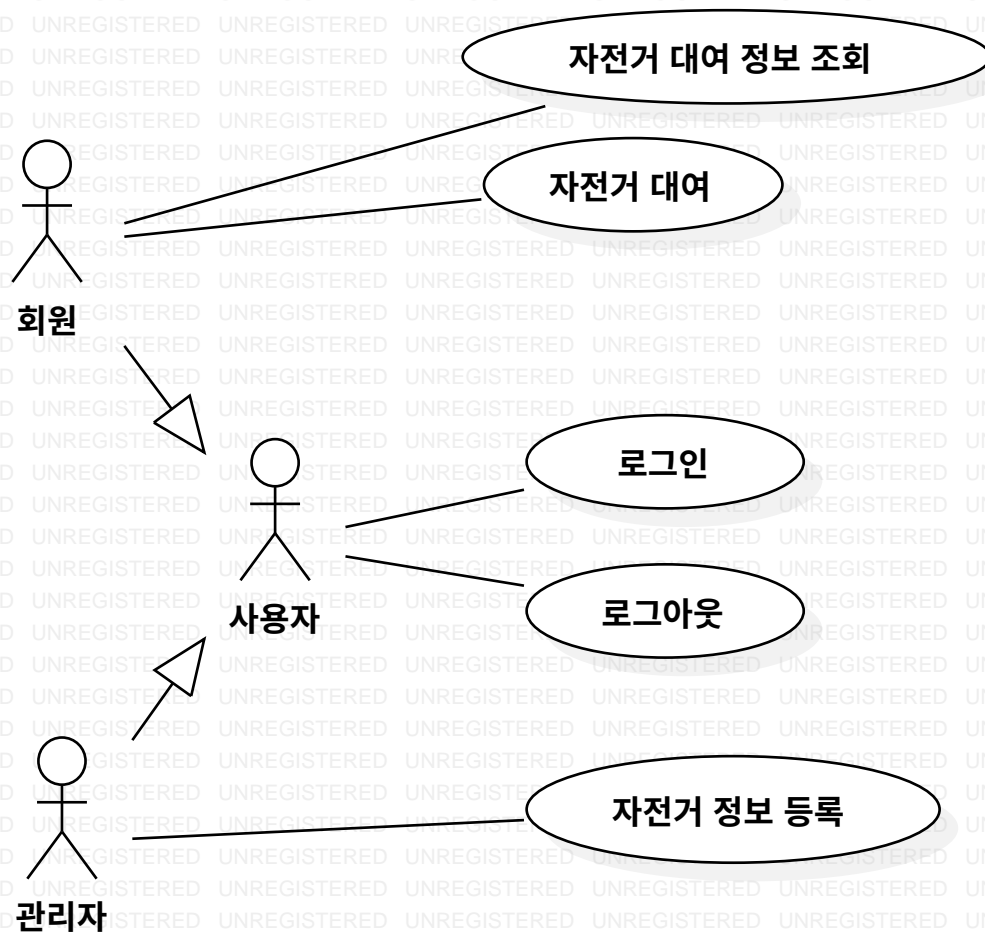 자전거 대여 정보 조회
자전거 대여
회원
로그인
사용자
로그아웃
자전거 정보 등록
관리자
UNREGISTERED